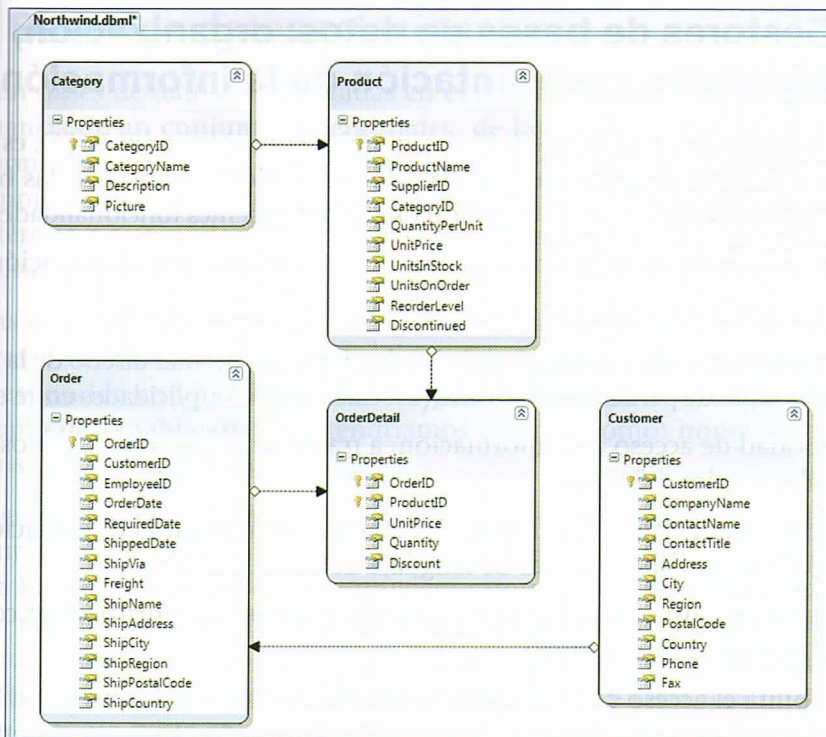 Northwind.dbml*
Category
Properties
CategoryID
CategoryName
Description
Picture
Product
Properties
ProductID
ProductName
SupplierID
CategoryID
QuantityPerUnit
UnitPrice
UnitsInStock
UnitsOnOrder
ReorderLevel
Discontinued
Order
Properties
OrderID
CustomerID
EmployeeID
OrderDate
RequiredDate
ShippedDate
ShipVia
Freight
ShipName
ShipAddress
ShipCity
ShipRegion
ShipPostalCode
ShipCountry
OrderDetail
Properties
OrderID
ProductID
UnitPrice
Quantity
Discount
Customer
Properties
CustomerID
CompanyName
ContactName
ContactTitle
Address
City
Region
PostalCode
Country
Phone
Fax